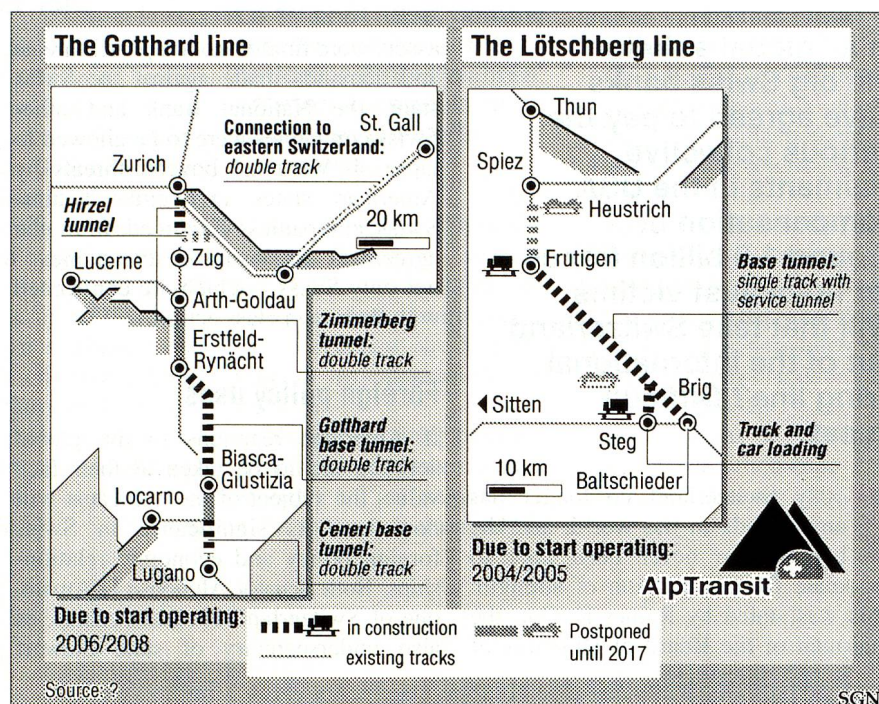 The Gotthard line
Connection to
eastern Switzerland:
double track
St. Gall
Zurich
Hirzel
tunnel
20 km
Zug
Lucerne
Arth-Goldau
Erstfeld-
Rynächt
Zimmerberg
tunnel:
double track
Gotthard
base tunnel:
double track
Biasca-
Giustizia
Locarno
Ceneri base
tunnel:
double track
Lugano
Due to start operating:
2006/2008
The Lötschberg line
Thun
Spiez
Heustrich
Frutigen
Base tunnel:
single track with
service tunnel
Brig
Sitten
Steg
Truck and
car loading
10 km
Baltschieder
Due to start operating:
2004/2005
AlpTransit
in construction
existing tracks
Postponed
until 2017
Source: ?
SGN